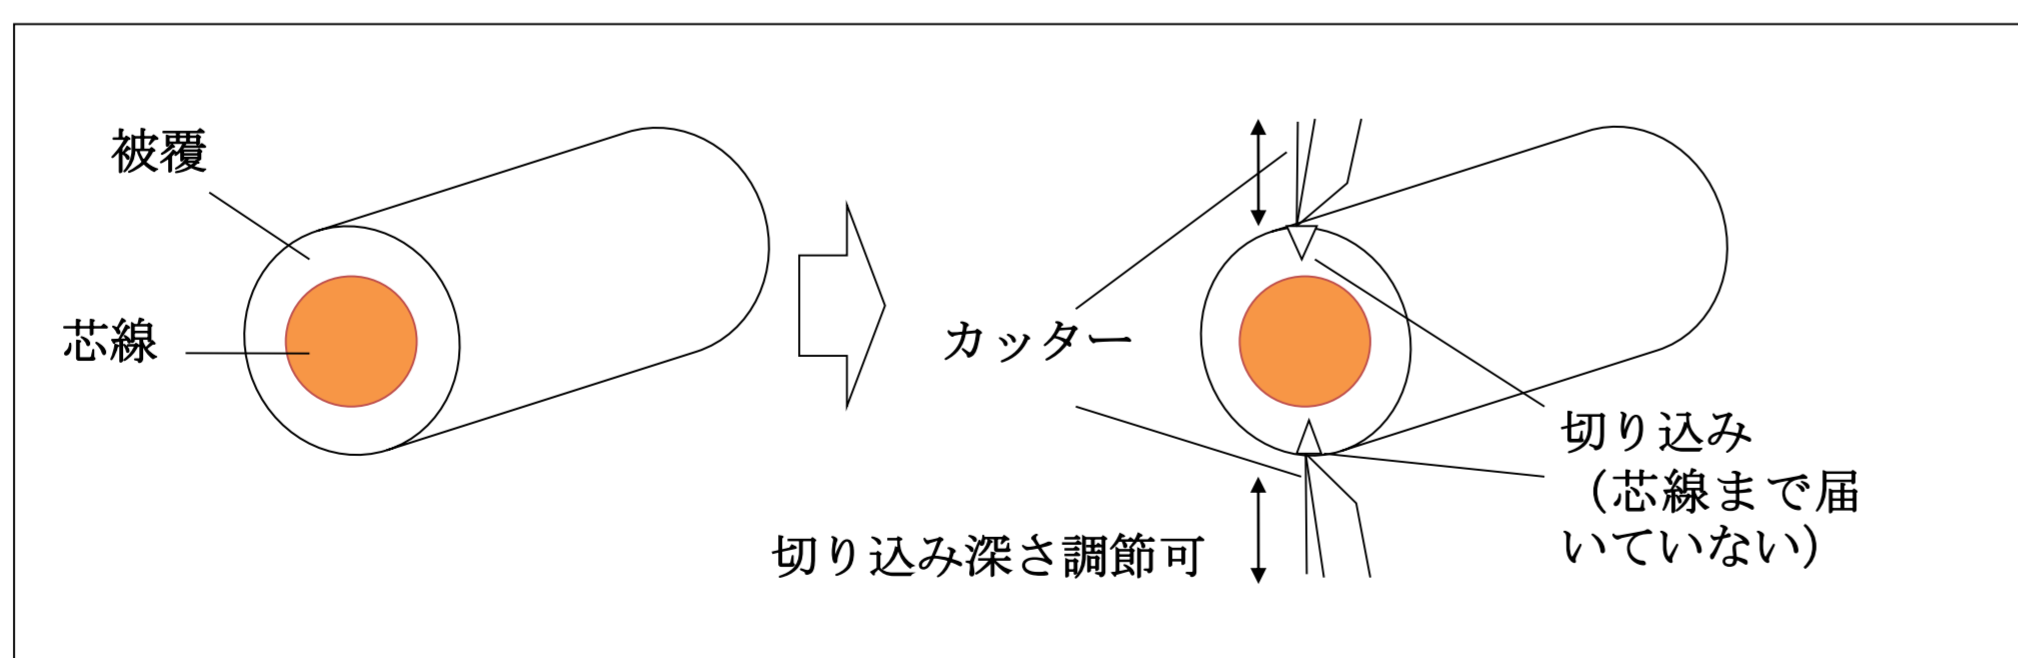 被覆
芯線
カッター
切り込み深さ調節可
切り込み
（芯線まで届
いていない）